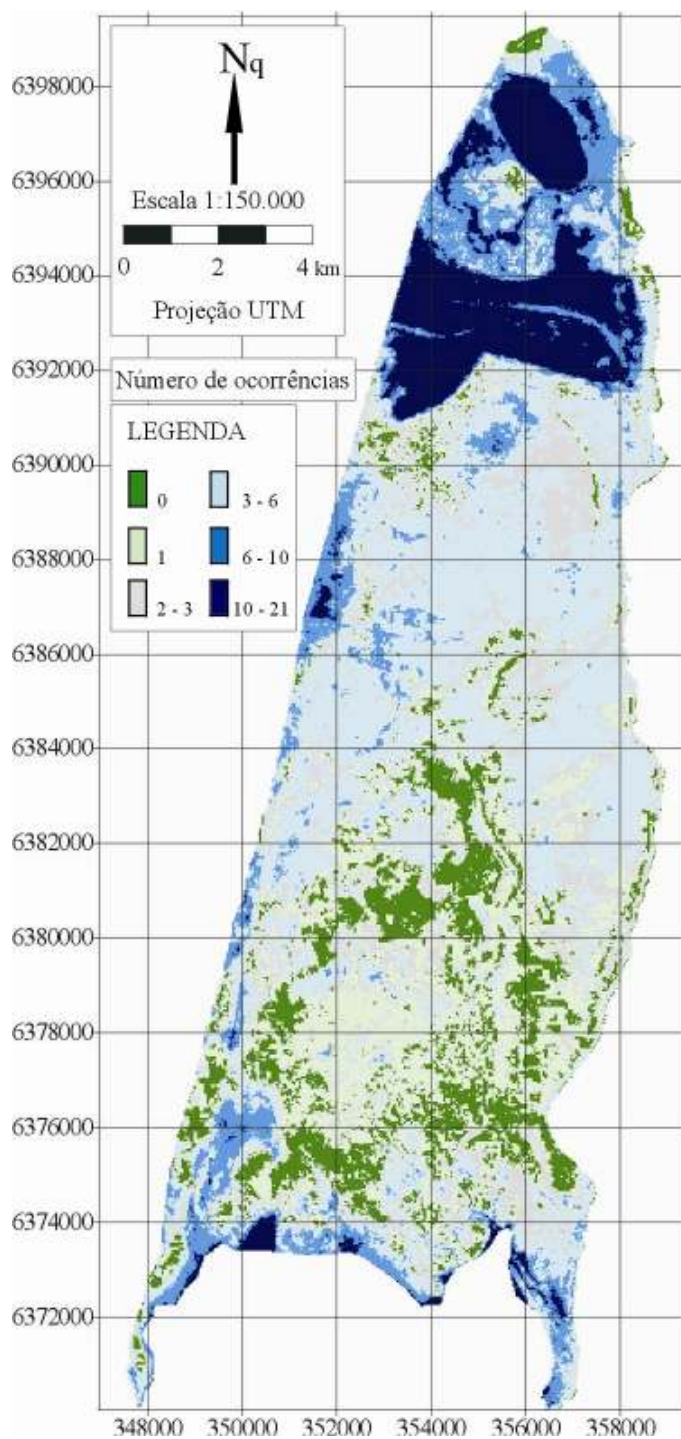 Nq
Escala 1:150.000
0 2 4 km
Projeção UTM
Número de ocorrências
LEGENDA
0 3 - 6
1 6 - 10
2 - 3 10 - 21
6398000
6396000
6394000
6392000
6390000
6388000
6386000
6384000
6382000
6380000
6378000
6376000
6374000
6372000
348000 350000 352000 354000 356000 358000